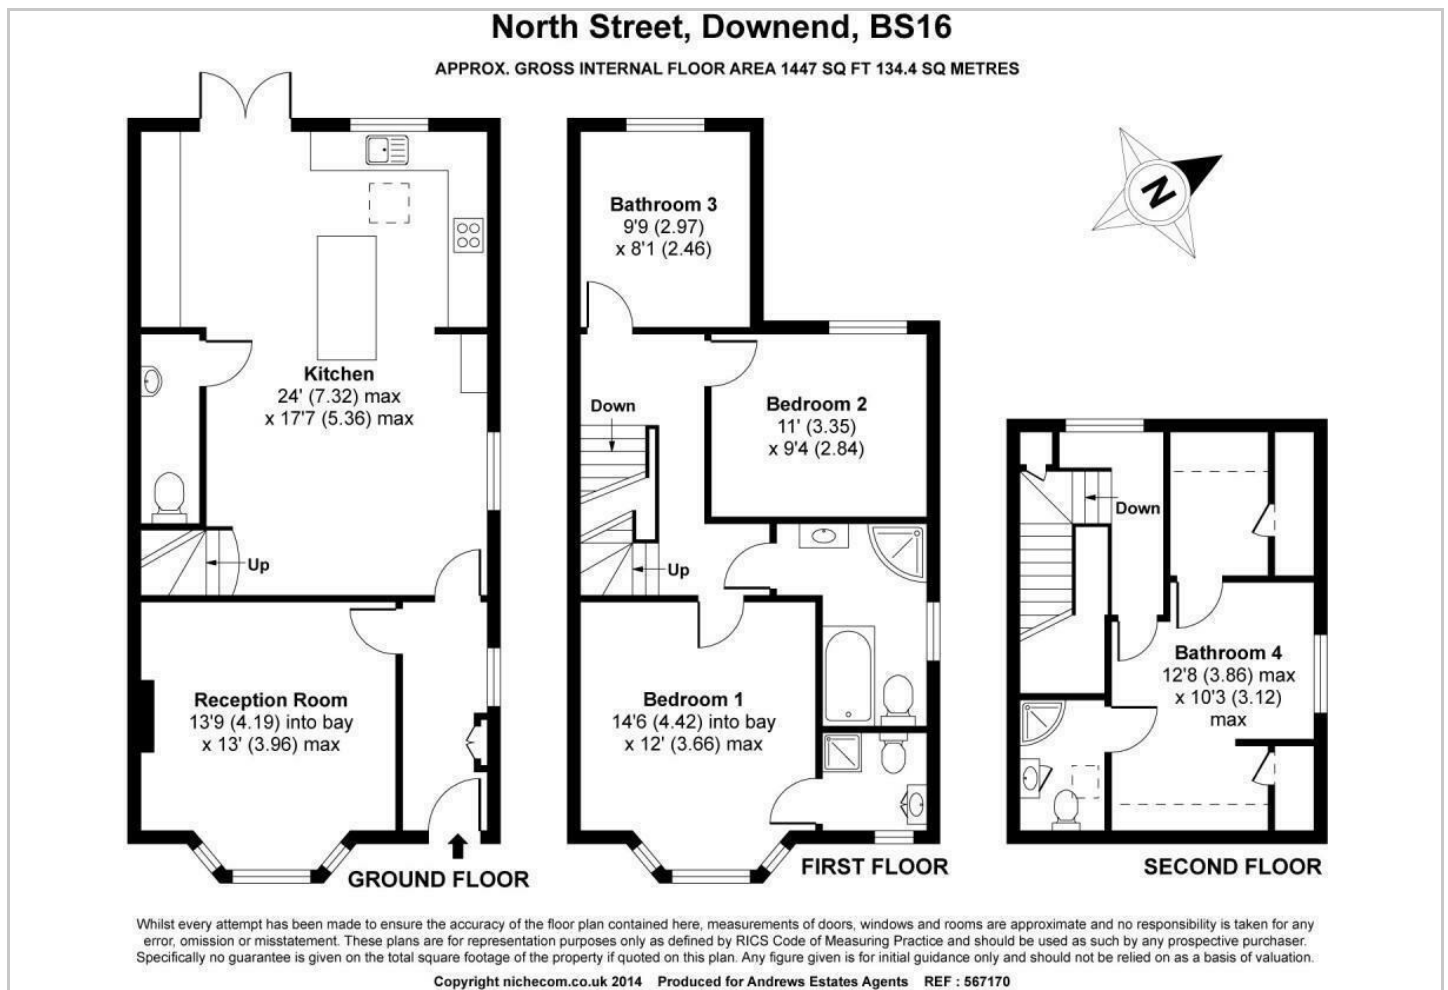 North Street, Downend, BS16
APPROX. GROSS INTERNAL FLOOR AREA 1447 SQ FT 134.4 SQ METRES
Kitchen
24' (7.32) max
x 17'7 (5.36) max
Up
Reception Room
13'9 (4.19) into bay
x 13' (3.96) max
GROUND FLOOR
Bathroom 3
9'9 (2.97)
x 8'1 (2.46)
Down
Bedroom 2
11' (3.35)
x 9'4 (2.84)
Up
Bedroom 1
14'6 (4.42) into bay
x 12' (3.66) max
FIRST FLOOR
N
Down
Bathroom 4
12'8 (3.86) max
x 10'3 (3.12)
max
SECOND FLOOR
Whilst every attempt has been made to ensure the accuracy of the floor plan contained here, measurements of doors, windows and rooms are approximate and no responsibility is taken for any
error, omission or misstatement. These plans are for representation purposes only as defined by RICS Code of Measuring Practice and should be used as such by any prospective purchaser.
Specifically no guarantee is given on the total square footage of the property if quoted on this plan. Any figure given is for initial guidance only and should not be relied on as a basis of valuation.
Copyright nichecom.co.uk 2014 Produced for Andrews Estates Agents REF : 567170